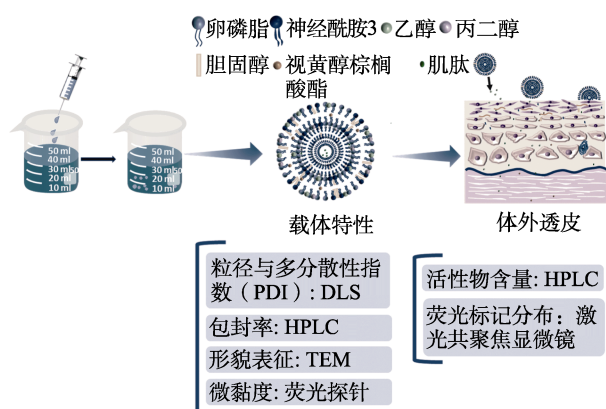 卵磷脂 神经酰胺3 乙醇 丙二醇
胆固醇 视黄醇棕榈酸酯 肌肽
50 ml
40 ml
30 ml
20 ml
10 ml
50 ml
40 ml
30 ml
20 ml
10 ml
载体特性
体外透皮
粒径与多分散性指
数（PDI）: DLS
包封率: HPLC
形貌表征: TEM
微黏度: 荧光探针
活性物含量: HPLC
荧光标记分布：激
光共聚焦显微镜